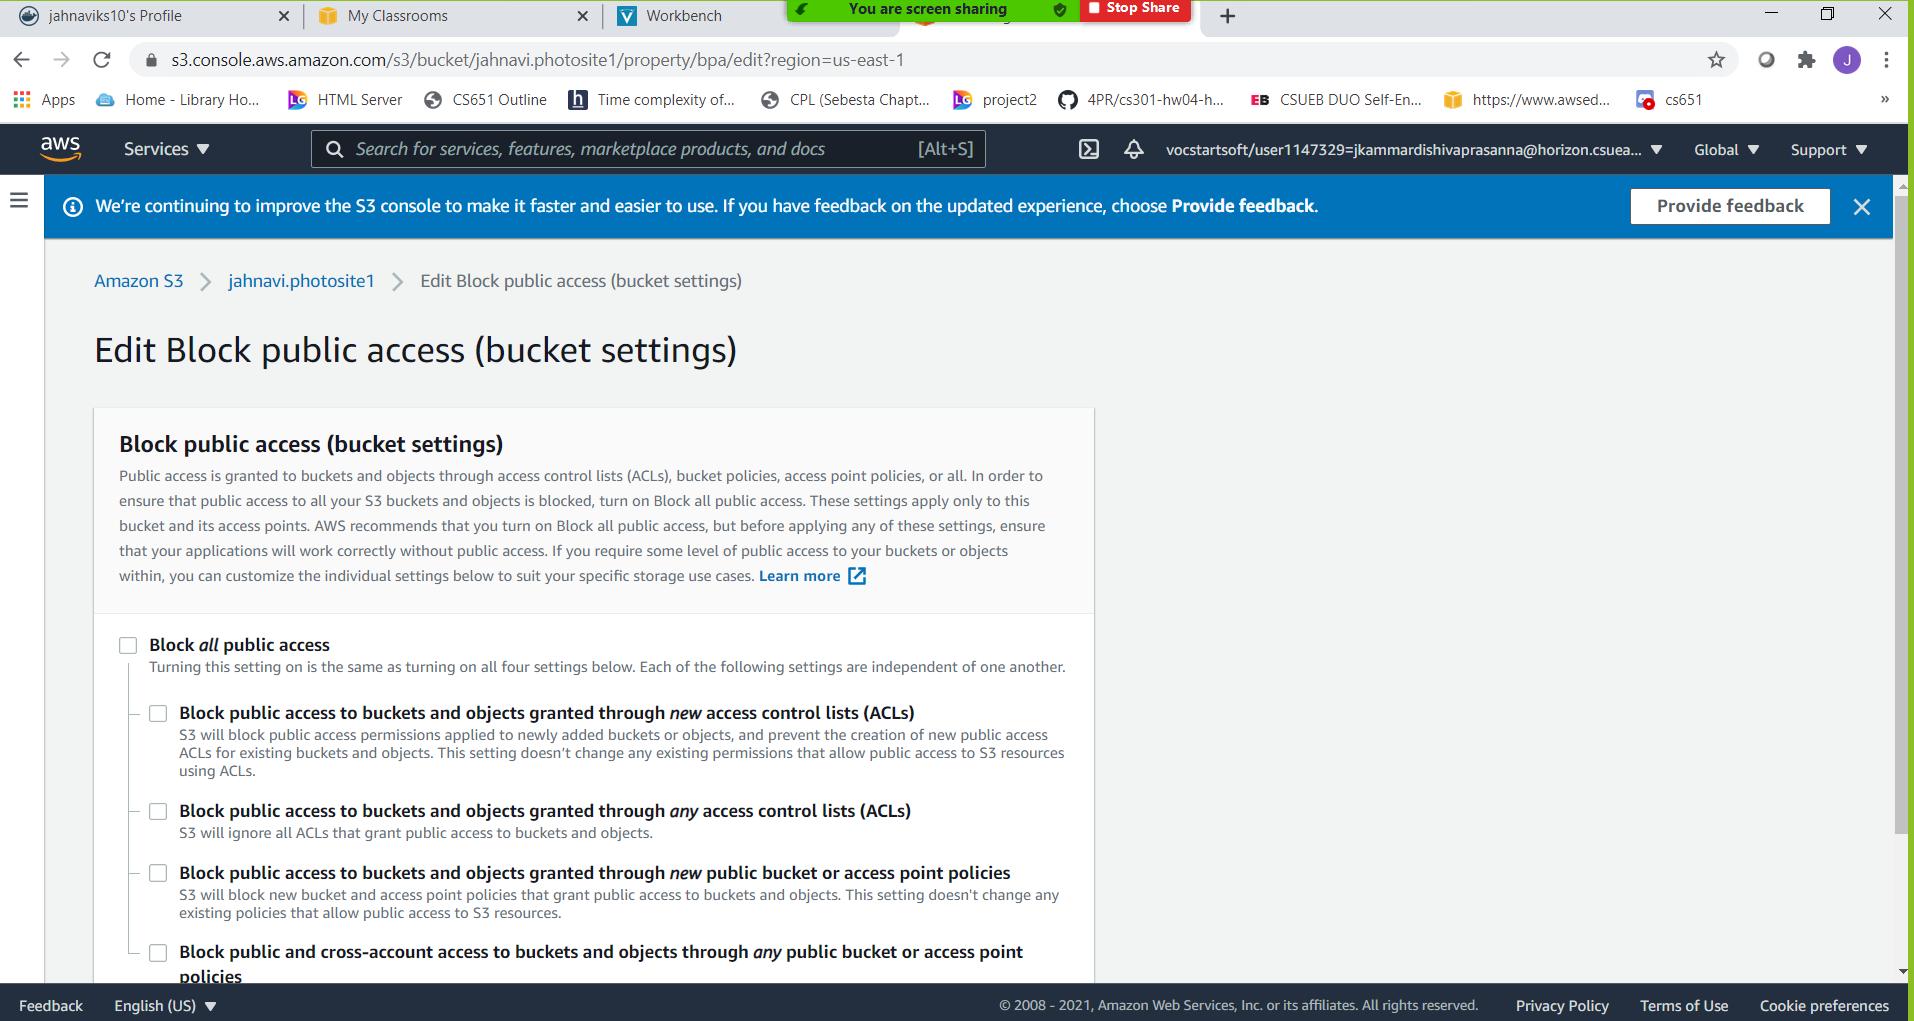 jahnaviks10's Profile
My Classrooms
Workbench
You are screen sharing
Stop Share
s3.console.aws.amazon.com/s3/bucket/jahnavi.photosite1/property/bpa/edit?region=us-east-1
J
Apps
Home - Library Ho...
LG HTML Server
CS651 Outline
h Time complexity of...
CPL (Sebesta Chapt...
LG project2
4PR/cs301-hw04-h...
EB CSUEB DUO Self-En...
https://www.awsed...
cs651
»
aws
Services
Search for services, features, marketplace products, and docs
[Alt+S]
vocstartsoft/user1147329=jkammardishivaprasanna@horizon.csuea...
Global
Support
We're continuing to improve the S3 console to make it faster and easier to use. If you have feedback on the updated experience, choose Provide feedback.
Provide feedback
Amazon S3
jahnavi.photosite1
Edit Block public access (bucket settings)
Edit Block public access (bucket settings)
Block public access (bucket settings)
Public access is granted to buckets and objects through access control lists (ACLs), bucket policies, access point policies, or all. In order to
ensure that public access to all your S3 buckets and objects is blocked, turn on Block all public access. These settings apply only to this
bucket and its access points. AWS recommends that you turn on Block all public access, but before applying any of these settings, ensure
that your applications will work correctly without public access. If you require some level of public access to your buckets or objects
within, you can customize the individual settings below to suit your specific storage use cases. Learn more
Block all public access
Turning this setting on is the same as turning on all four settings below. Each of the following settings are independent of one another.
Block public access to buckets and objects granted through new access control lists (ACLs)
S3 will block public access permissions applied to newly added buckets or objects, and prevent the creation of new public access
ACLs for existing buckets and objects. This setting doesn't change any existing permissions that allow public access to S3 resources
using ACLs.
Block public access to buckets and objects granted through any access control lists (ACLs)
S3 will ignore all ACLs that grant public access to buckets and objects.
Block public access to buckets and objects granted through new public bucket or access point policies
S3 will block new bucket and access point policies that grant public access to buckets and objects. This setting doesn't change any
existing policies that allow public access to S3 resources.
Block public and cross-account access to buckets and objects through any public bucket or access point
policies
Feedback
English (US)
© 2008 - 2021, Amazon Web Services, Inc. or its affiliates. All rights reserved.
Privacy Policy
Terms of Use
Cookie preferences